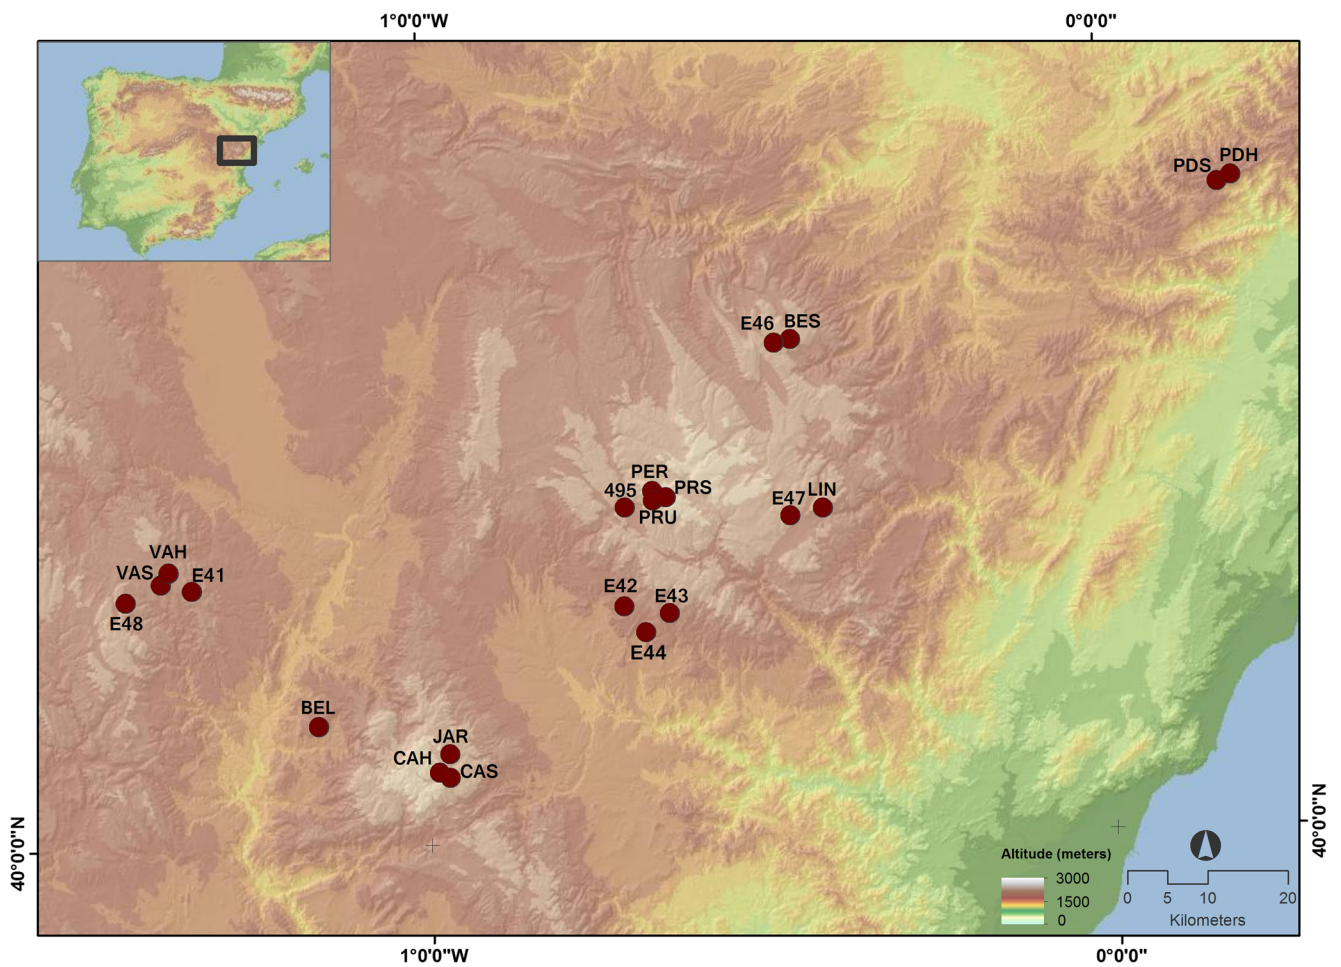 1°0'0"W
0°0'0"
PDH
PDS
E46
BES
PER
495
PRS
PRU
E47
LIN
VAH
VAS
E41
E48
E42
E43
E44
BEL
JAR
CAH
CAS
40°0'0"N
40°0'0"N
Altitude (meters)
3000
1500
0
0
5
10
20
Kilometers
1°0'0"W
0°0'0"